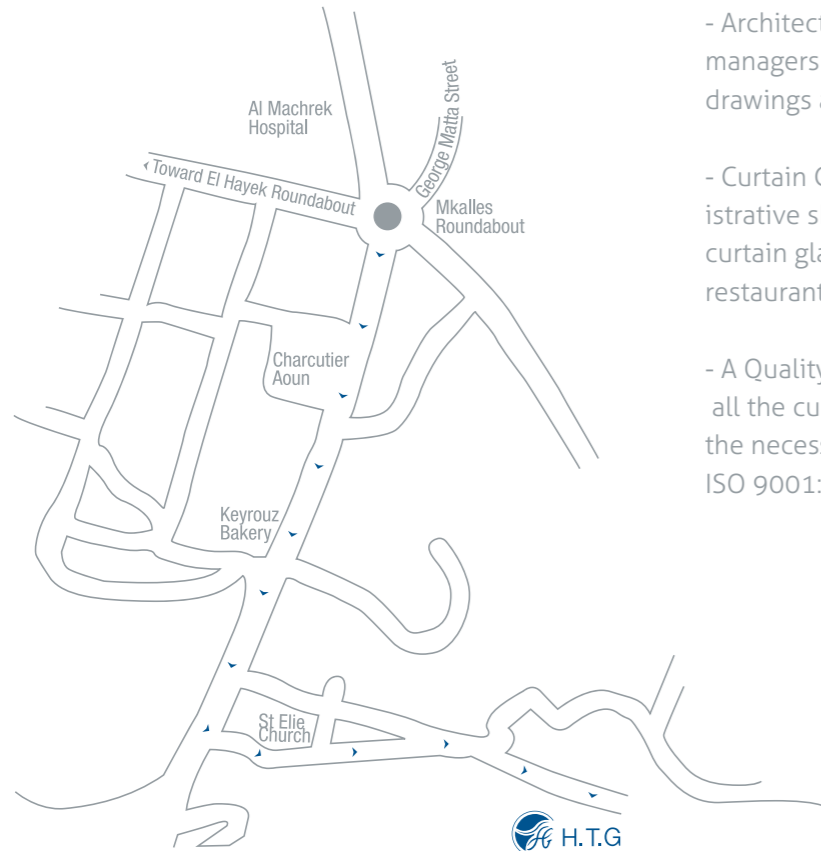 Al Machrek
Hospital
George Matta Street
Toward El Hayek Roundabout
Mkalles
Roundabout
Charcutier
Aoun
Keyrouz
Bakery
St Elie
Church
H.T.G
- Architect
managers
drawings a
- Curtain G
istrative s
curtain gla
restaurant
- A Quality
all the cu
the necess
ISO 9001: